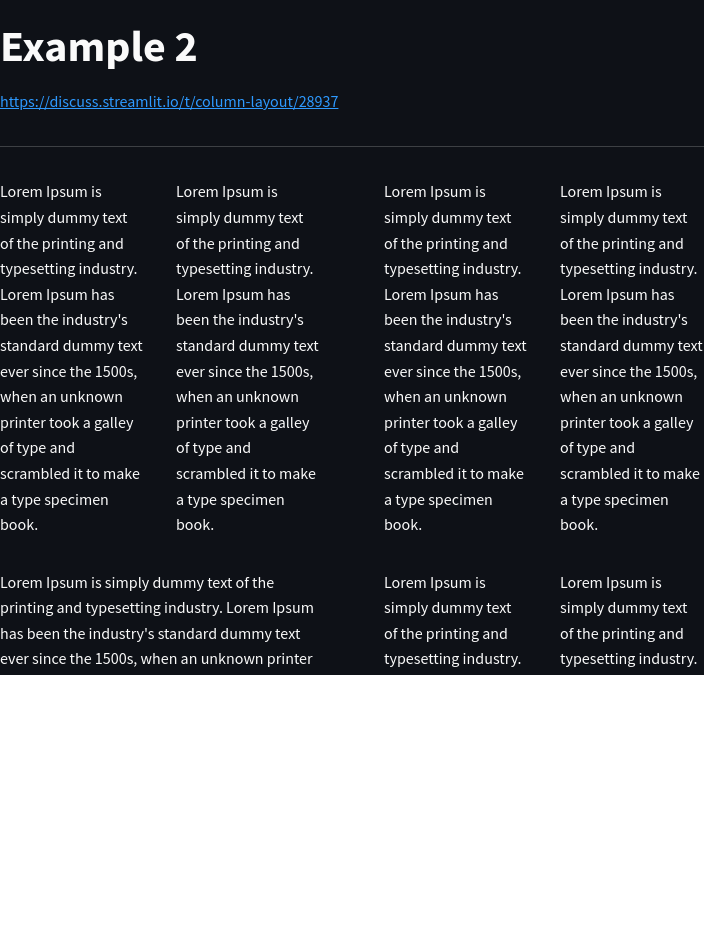 Example 2
https://discuss.streamlit.io/t/column-layout/28937
Lorem Ipsum is
simply dummy text
of the printing and
typesetting industry.
Lorem Ipsum has
been the industry's
standard dummy text
ever since the 1500s,
when an unknown
printer took a galley
of type and
scrambled it to make
a type specimen
book.
Lorem Ipsum is
simply dummy text
of the printing and
typesetting industry.
Lorem Ipsum has
been the industry's
standard dummy text
ever since the 1500s,
when an unknown
printer took a galley
of type and
scrambled it to make
a type specimen
book.
Lorem Ipsum is
simply dummy text
of the printing and
typesetting industry.
Lorem Ipsum has
been the industry's
standard dummy text
ever since the 1500s,
when an unknown
printer took a galley
of type and
scrambled it to make
a type specimen
book.
Lorem Ipsum is
simply dummy text
of the printing and
typesetting industry.
Lorem Ipsum has
been the industry's
standard dummy text
ever since the 1500s,
when an unknown
printer took a galley
of type and
scrambled it to make
a type specimen
book.
Lorem Ipsum is simply dummy text of the
printing and typesetting industry. Lorem Ipsum
has been the industry's standard dummy text
ever since the 1500s, when an unknown printer
Lorem Ipsum is
simply dummy text
of the printing and
typesetting industry.
Lorem Ipsum is
simply dummy text
of the printing and
typesetting industry.